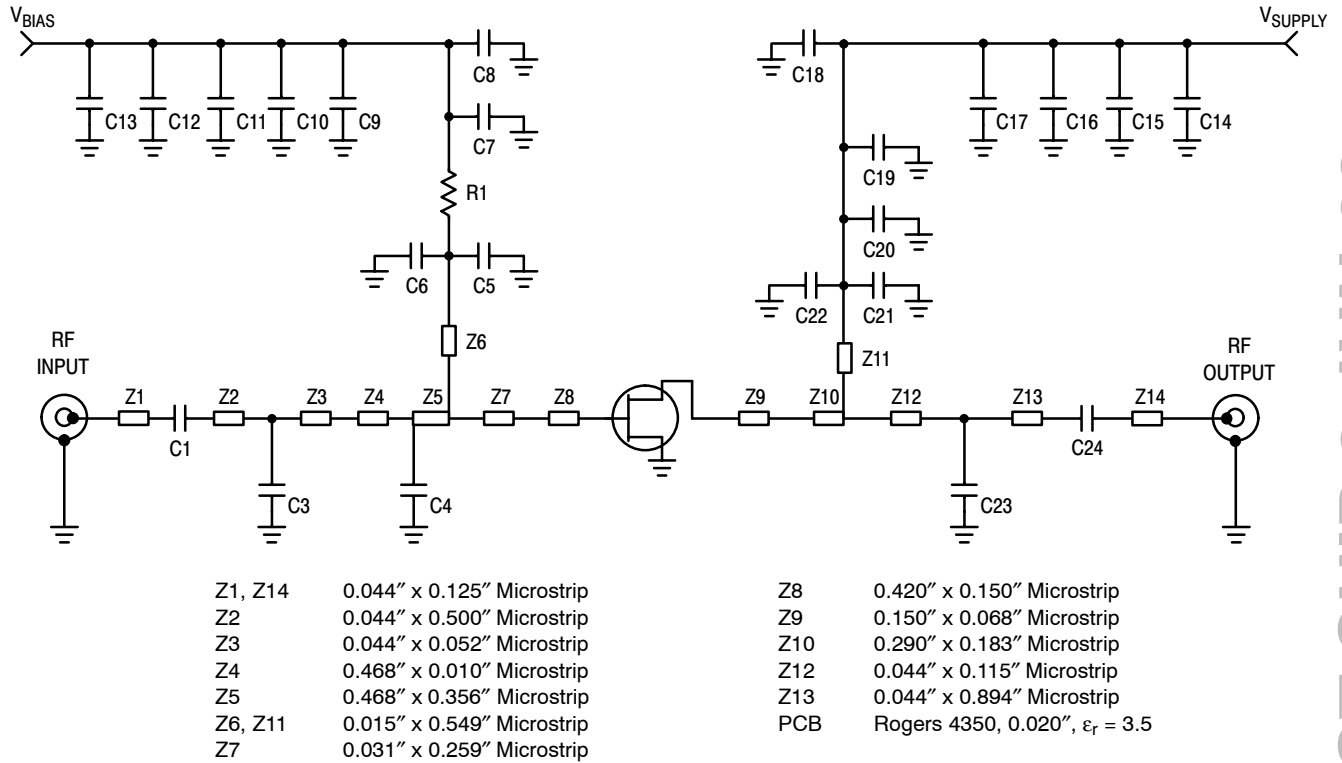 VBIAS
VSUPPLY
C8
C18
C13 C12 C11 C10 C9
C17 C16 C15 C14
C7
C19
R1
C20
C6 C5
C22 C21
Z6
Z11
RF
INPUT
RF
OUTPUT
Z1 Z2 Z3 Z4 Z5 Z7 Z8 Z9 Z10 Z12 Z13 Z14
C1
C24
C3 C4 C23
Z1, Z14 0.044″ x 0.125″ Microstrip
Z2 0.044″ x 0.500″ Microstrip
Z3 0.044″ x 0.052″ Microstrip
Z4 0.468″ x 0.010″ Microstrip
Z5 0.468″ x 0.356″ Microstrip
Z6, Z11 0.015″ x 0.549″ Microstrip
Z7 0.031″ x 0.259″ Microstrip
Z8 0.420″ x 0.150″ Microstrip
Z9 0.150″ x 0.068″ Microstrip
Z10 0.290″ x 0.183″ Microstrip
Z12 0.044″ x 0.115″ Microstrip
Z13 0.044″ x 0.894″ Microstrip
PCB Rogers 4350, 0.020″, εr = 3.5